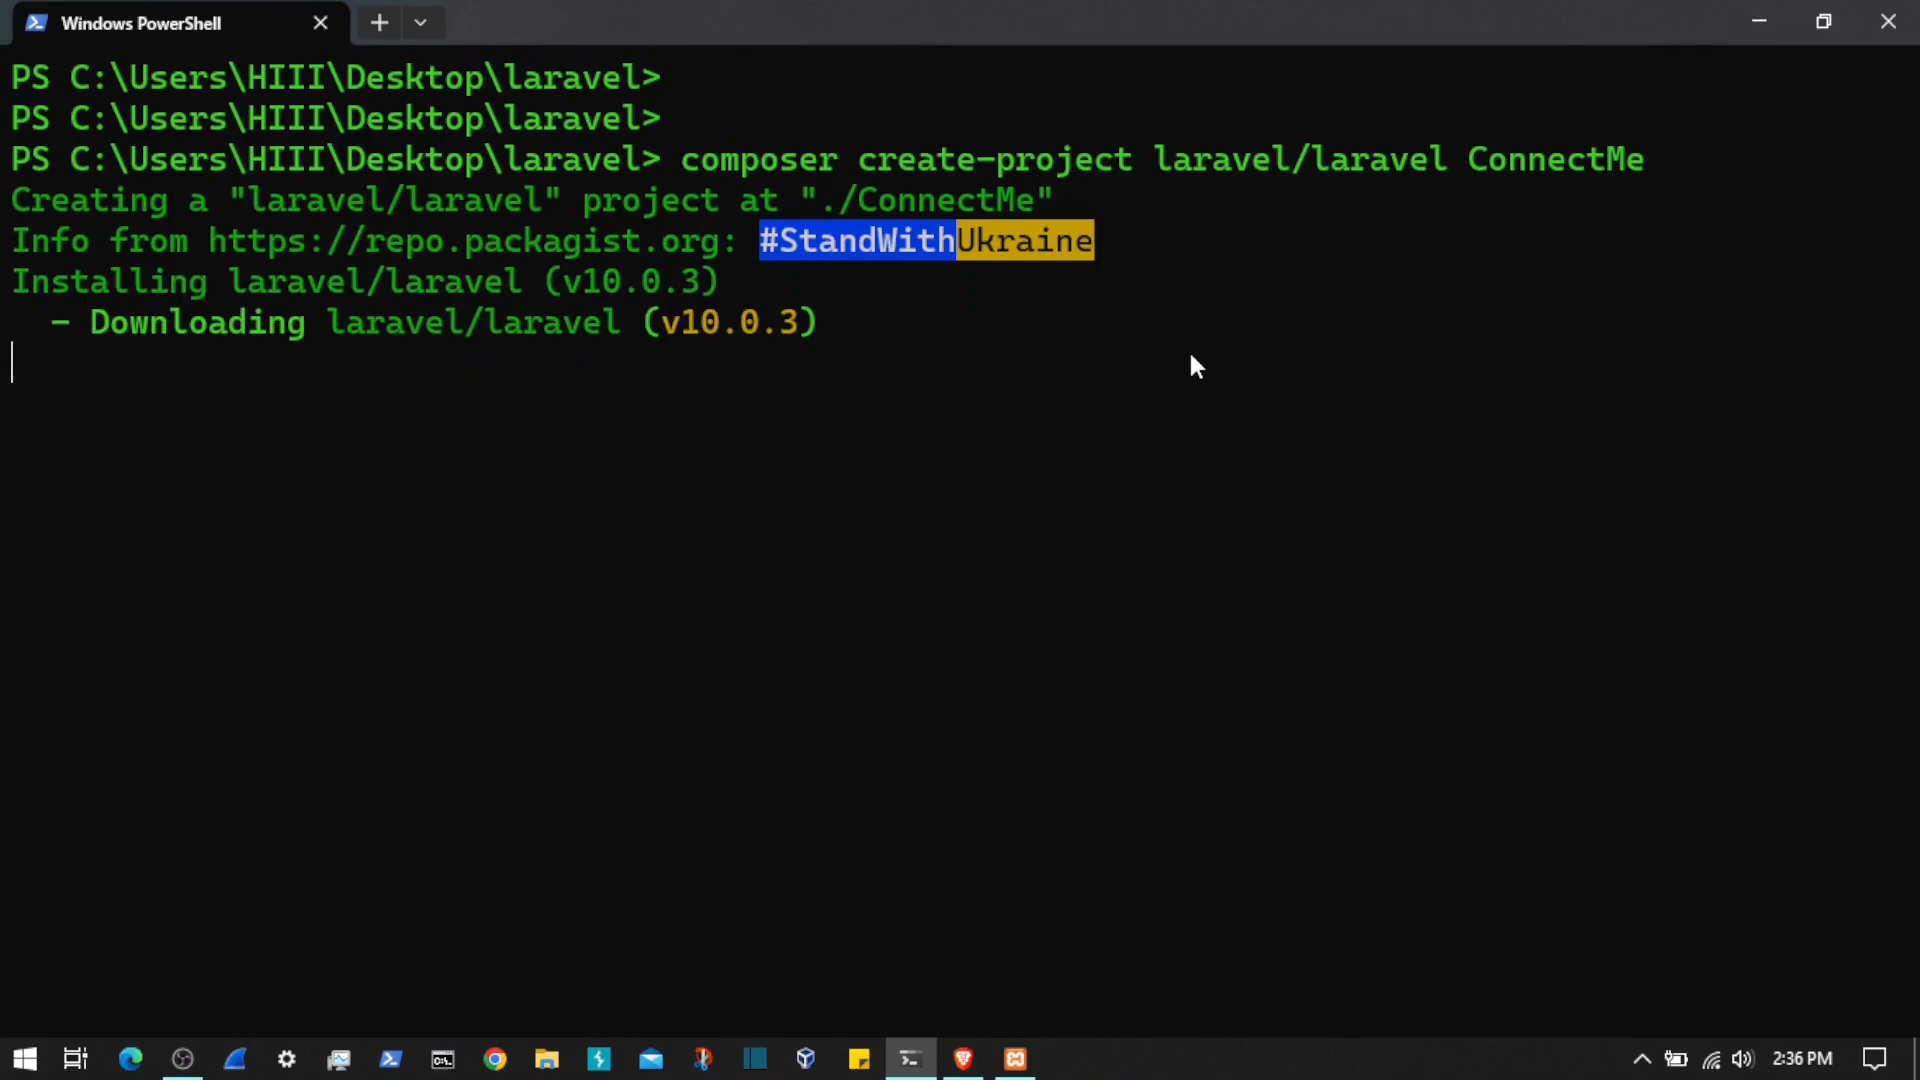 Windows PowerShell
PS C:\Users\HIII\Desktop\laravel>
PS C:\Users\HIII\Desktop\laravel>
PS C:\Users\HIII\Desktop\laravel> composer create-project laravel/laravel ConnectMe
Creating a "laravel/laravel" project at "./ConnectMe"
Info from https://repo.packagist.org: #StandWithUkraine
Installing laravel/laravel (v10.0.3)
  - Downloading laravel/laravel (v10.0.3)
2:36 PM